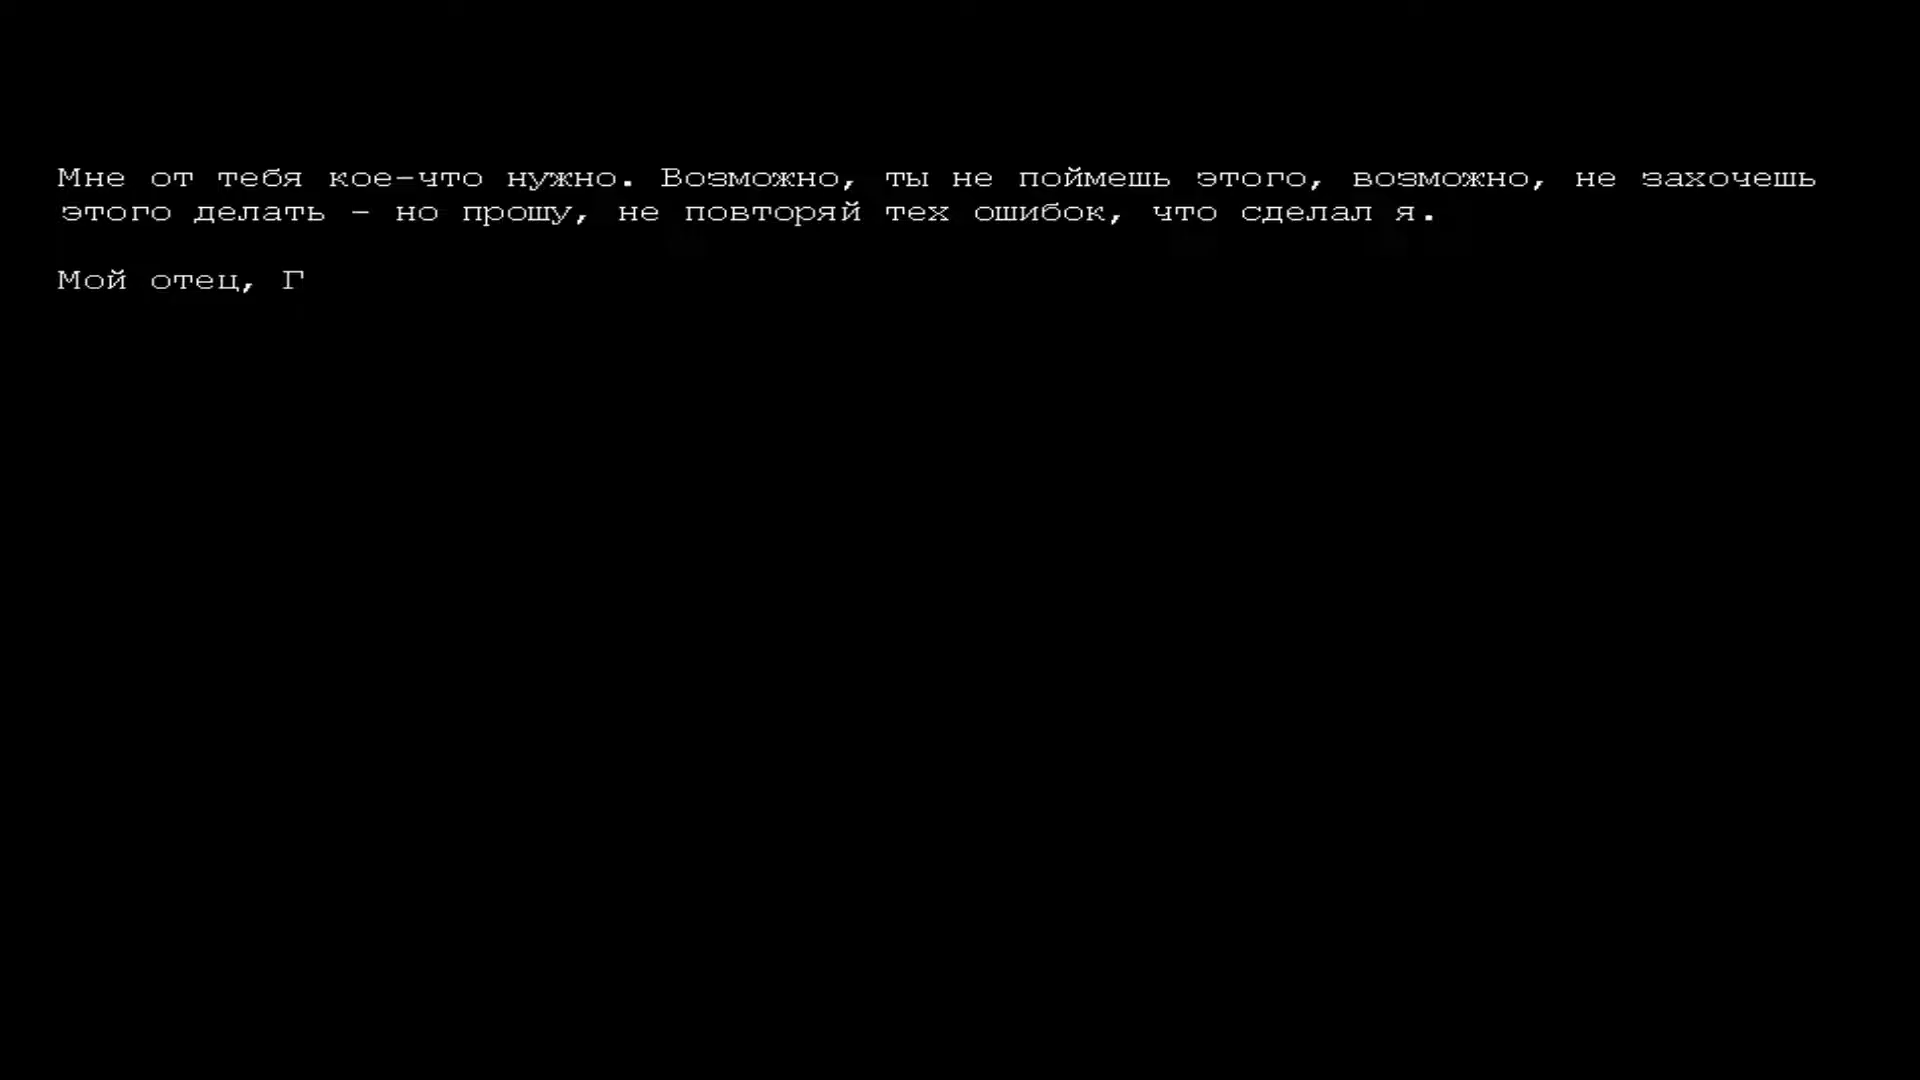 Мне от тебя кое-что нужно. Возможно, ты не поймешь этого, возможно, не захочешь
этого делать - но прошу, не повторяй тех ошибок, что сделал я.
Мой отец, Г